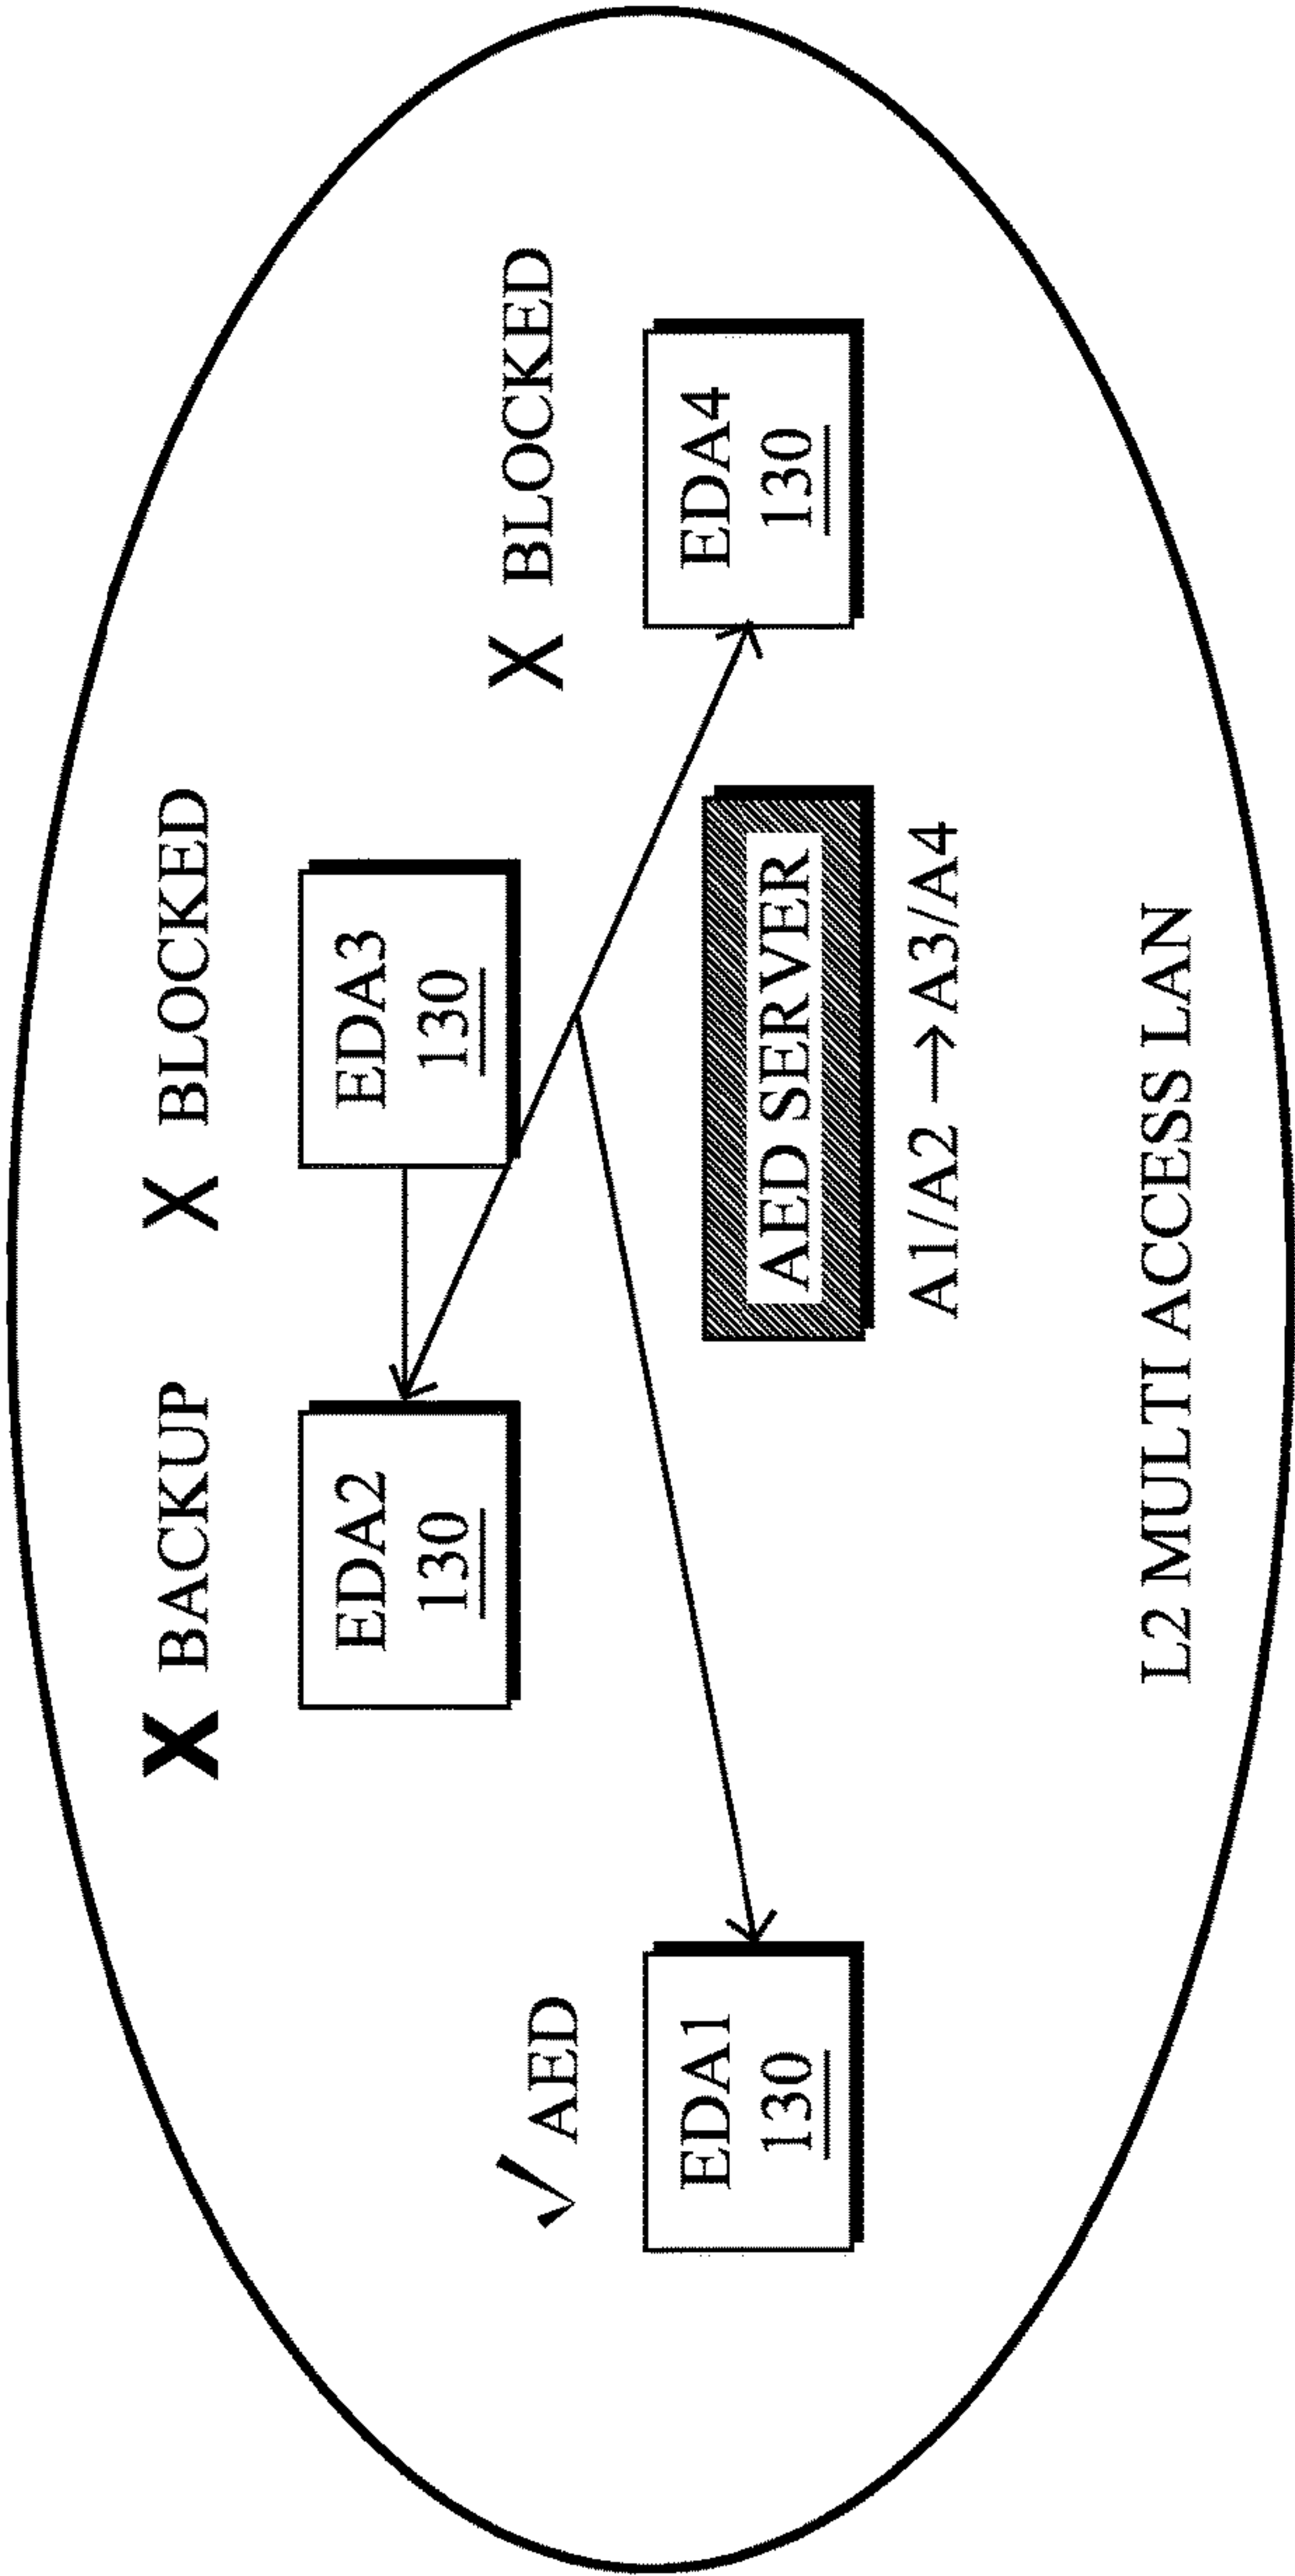 X BACKUP
X BLOCKED
EDA2
130
EDA3
130
✓ AED
X BLOCKED
EDA1
130
AED SERVER
EDA4
130
A1/A2 → A3/A4
L2 MULTI ACCESS LAN